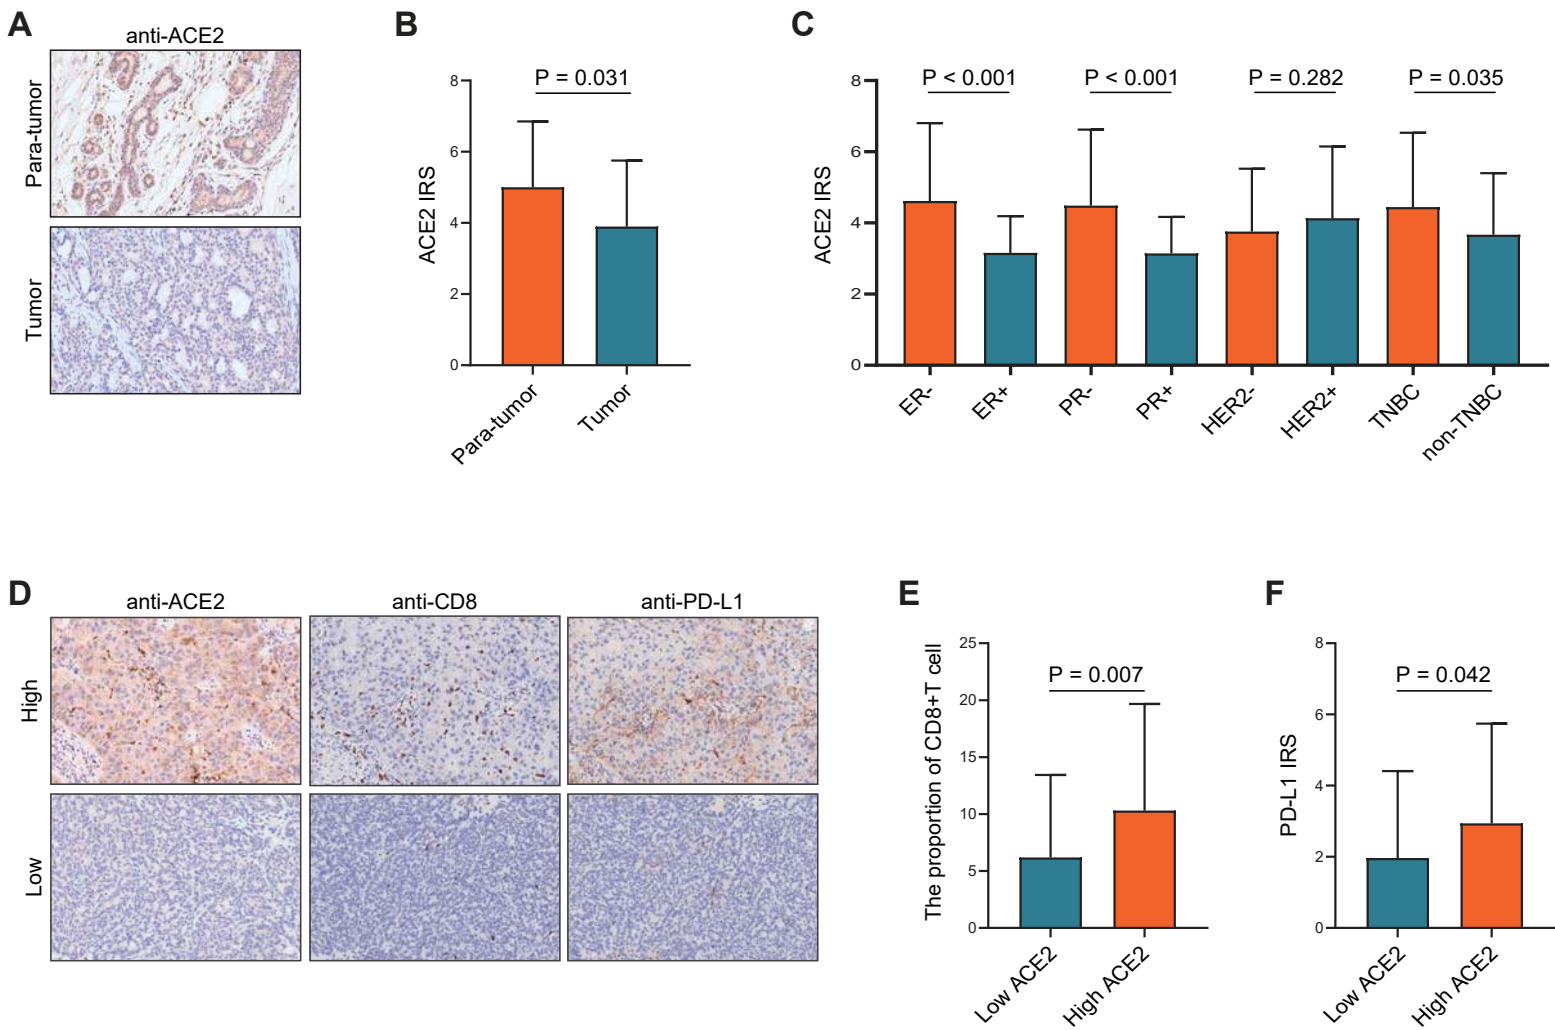 A
anti-ACE2
Para-tumor
Tumor
B
ACE2 IRS
8
6
4
2
0
P = 0.031
Para-tumor
Tumor
C
ACE2 IRS
8
6
4
2
0
P < 0.001
P < 0.001
P = 0.282
P = 0.035
ER-
ER+
PR-
PR+
HER2-
HER2+
TNBC
non-TNBC
D
anti-ACE2
anti-CD8
anti-PD-L1
High
Low
E
The proportion of CD8+T cell
25
20
15
10
5
0
P = 0.007
Low ACE2
High ACE2
F
PD-L1 IRS
8
6
4
2
0
P = 0.042
Low ACE2
High ACE2